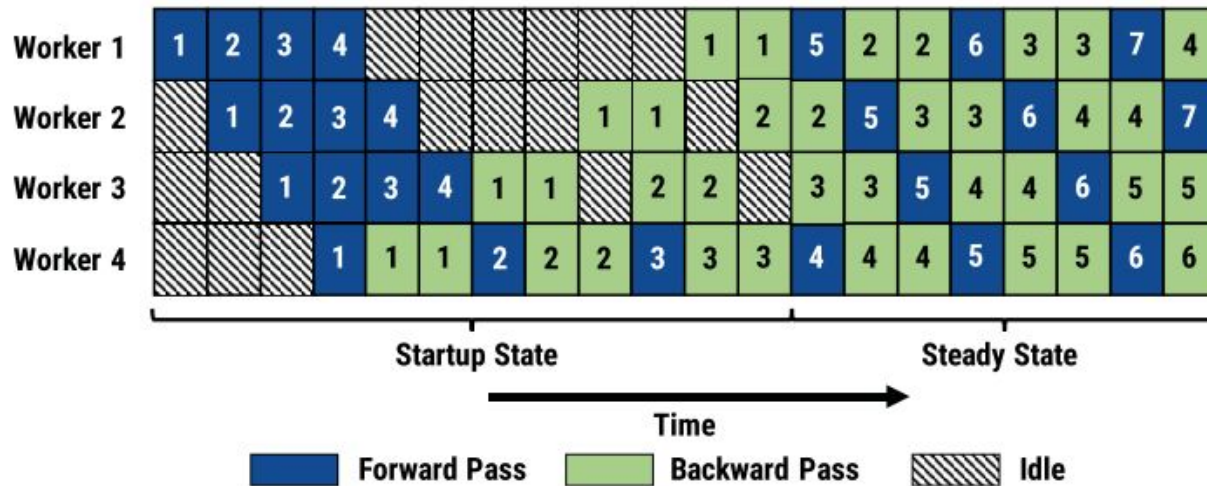 Worker 1 1 2 3 4 1 1 5 2 2 6 3 3 7 4
Worker 2 1 2 3 4 1 1 2 2 5 3 3 6 4 4 7
Worker 3 1 2 3 4 1 1 2 2 3 3 5 4 4 6 5 5
Worker 4 1 1 1 2 2 2 3 3 3 4 4 4 5 5 5 6 6
Startup State Steady State
Time
Forward Pass Backward Pass Idle